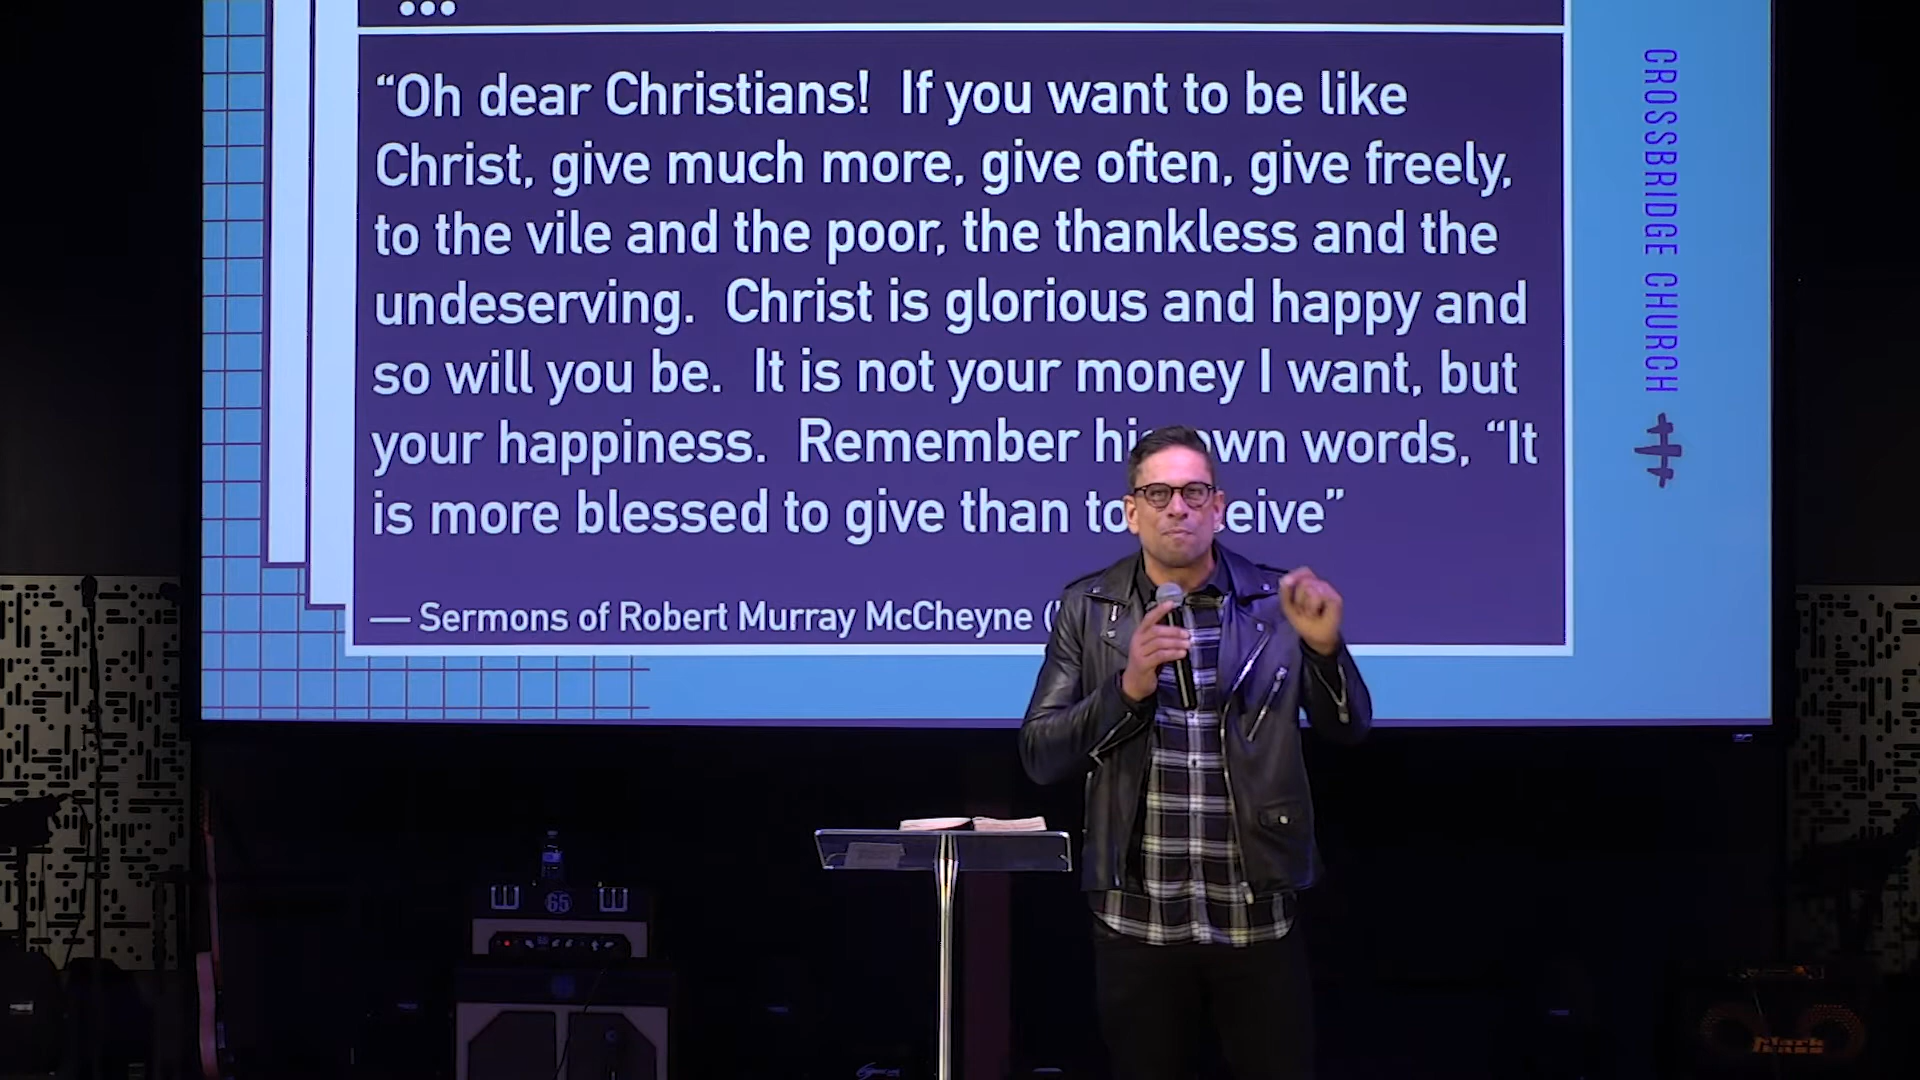 “Oh dear Christians! If you want to be like
Christ, give much more, give often, give freely,
to the vile and the poor, the thankless and the
undeserving. Christ is glorious and happy and
so will you be. It is not your money I want, but
your happiness. Remember own words, “It
is more blessed to give than to
— Sermons of Robert Murray McCheyne (
CROSSBRIDGE CHURCH
65